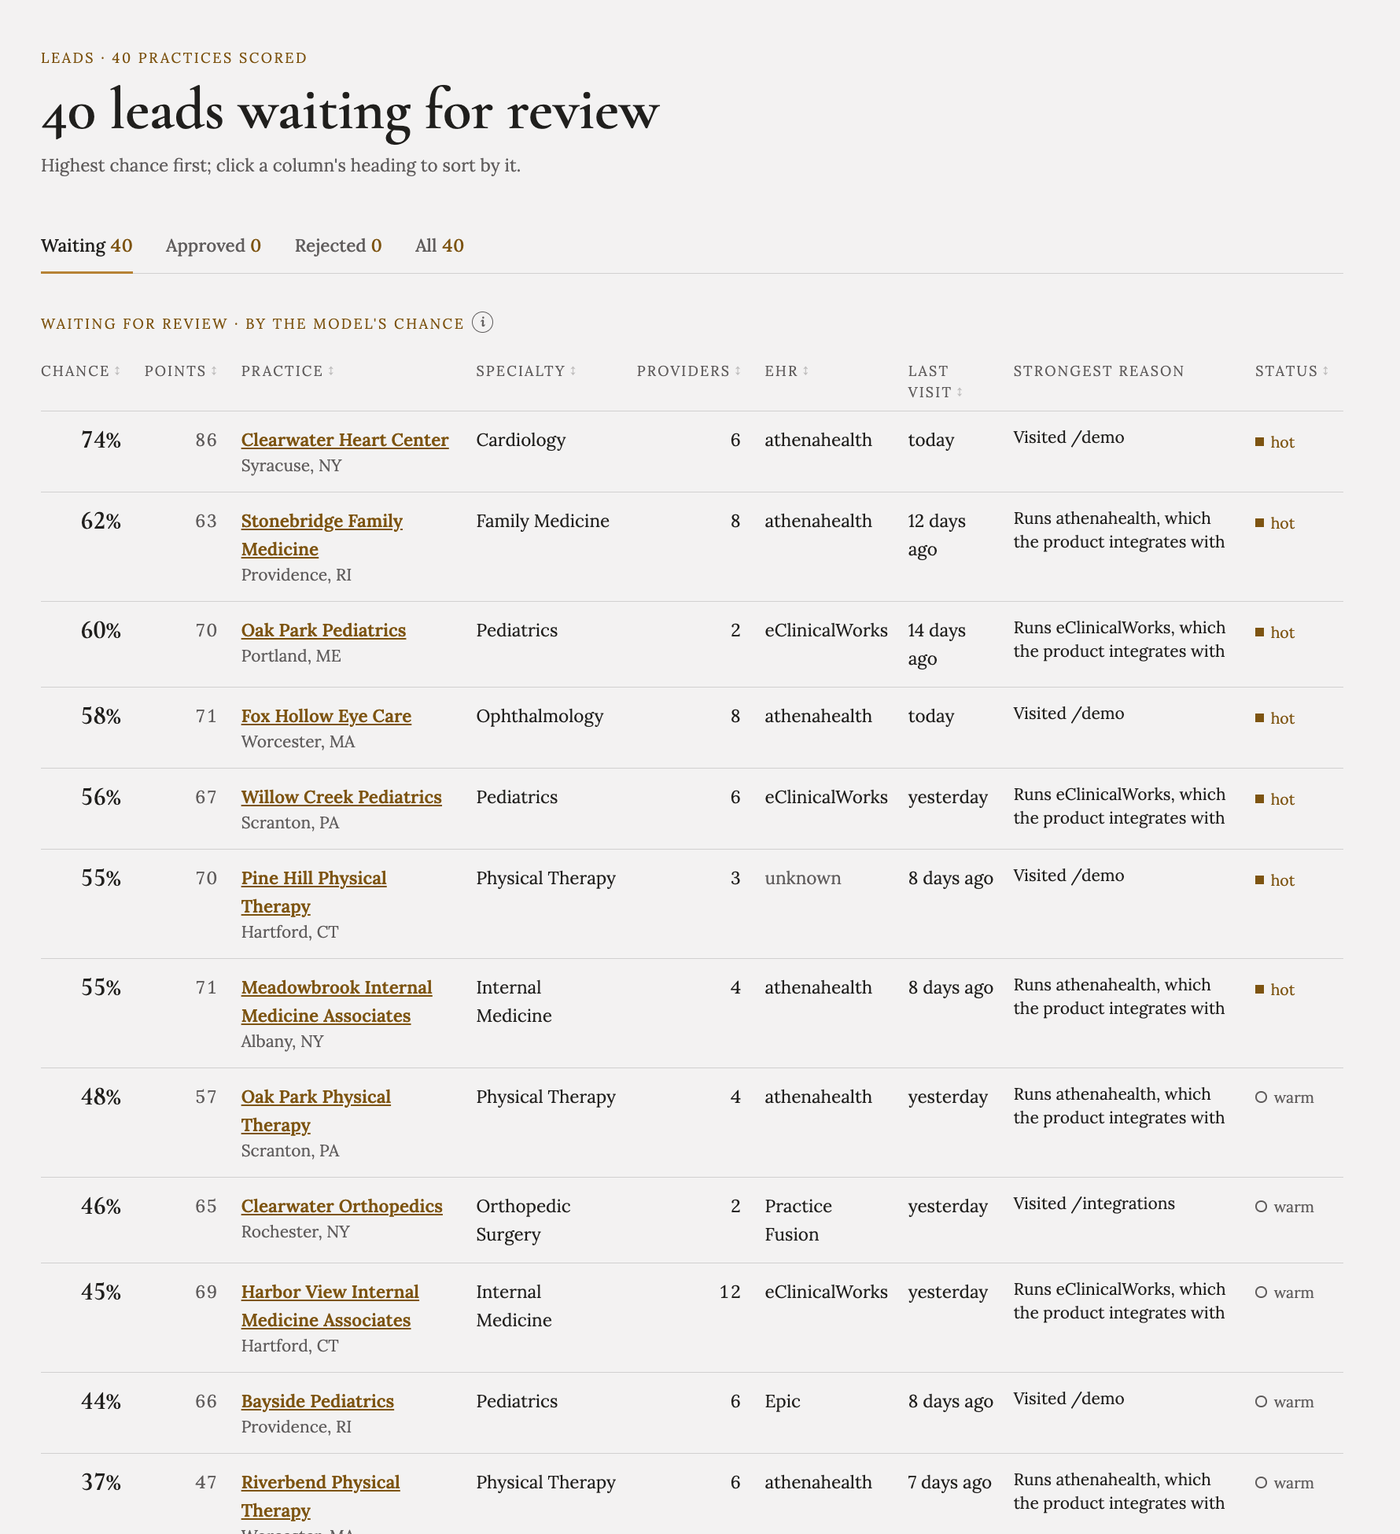 LEADS · 40 PRACTICES SCORED
40 leads waiting for review
Highest chance first; click a column's heading to sort by it.
Waiting 40 Approved 0 Rejected 0 All 40
WAITING FOR REVIEW · BY THE MODEL'S CHANCE i
CHANCE ↕ POINTS ↕ PRACTICE ↕ SPECIALTY ↕ PROVIDERS ↕ EHR ↕ LAST STRONGEST REASON STATUS ↕
VISIT ↕
74% 86 Clearwater Heart Center Cardiology 6 athenahealth today Visited /demo hot
Syracuse, NY
62% 63 Stonebridge Family Family Medicine 8 athenahealth 12 days Runs athenahealth, which hot
Medicine ago the product integrates with
Providence, RI
60% 70 Oak Park Pediatrics Pediatrics 2 eClinicalWorks 14 days Runs eClinicalWorks, which hot
Portland, ME ago the product integrates with
58% 71 Fox Hollow Eye Care Ophthalmology 8 athenahealth today Visited /demo hot
Worcester, MA
56% 67 Willow Creek Pediatrics Pediatrics 6 eClinicalWorks yesterday Runs eClinicalWorks, which hot
Scranton, PA the product integrates with
55% 70 Pine Hill Physical Physical Therapy 3 unknown 8 days ago Visited /demo hot
Therapy
Hartford, CT
55% 71 Meadowbrook Internal Internal 4 athenahealth 8 days ago Runs athenahealth, which hot
Medicine Associates Medicine the product integrates with
Albany, NY
48% 57 Oak Park Physical Physical Therapy 4 athenahealth yesterday Runs athenahealth, which warm
Therapy the product integrates with
Scranton, PA
46% 65 Clearwater Orthopedics Orthopedic 2 Practice yesterday Visited /integrations warm
Rochester, NY Surgery Fusion
45% 69 Harbor View Internal Internal 12 eClinicalWorks yesterday Runs eClinicalWorks, which warm
Medicine Associates Medicine the product integrates with
Hartford, CT
44% 66 Bayside Pediatrics Pediatrics 6 Epic 8 days ago Visited /demo warm
Providence, RI
37% 47 Riverbend Physical Physical Therapy 6 athenahealth 7 days ago Runs athenahealth, which warm
Therapy the product integrates with